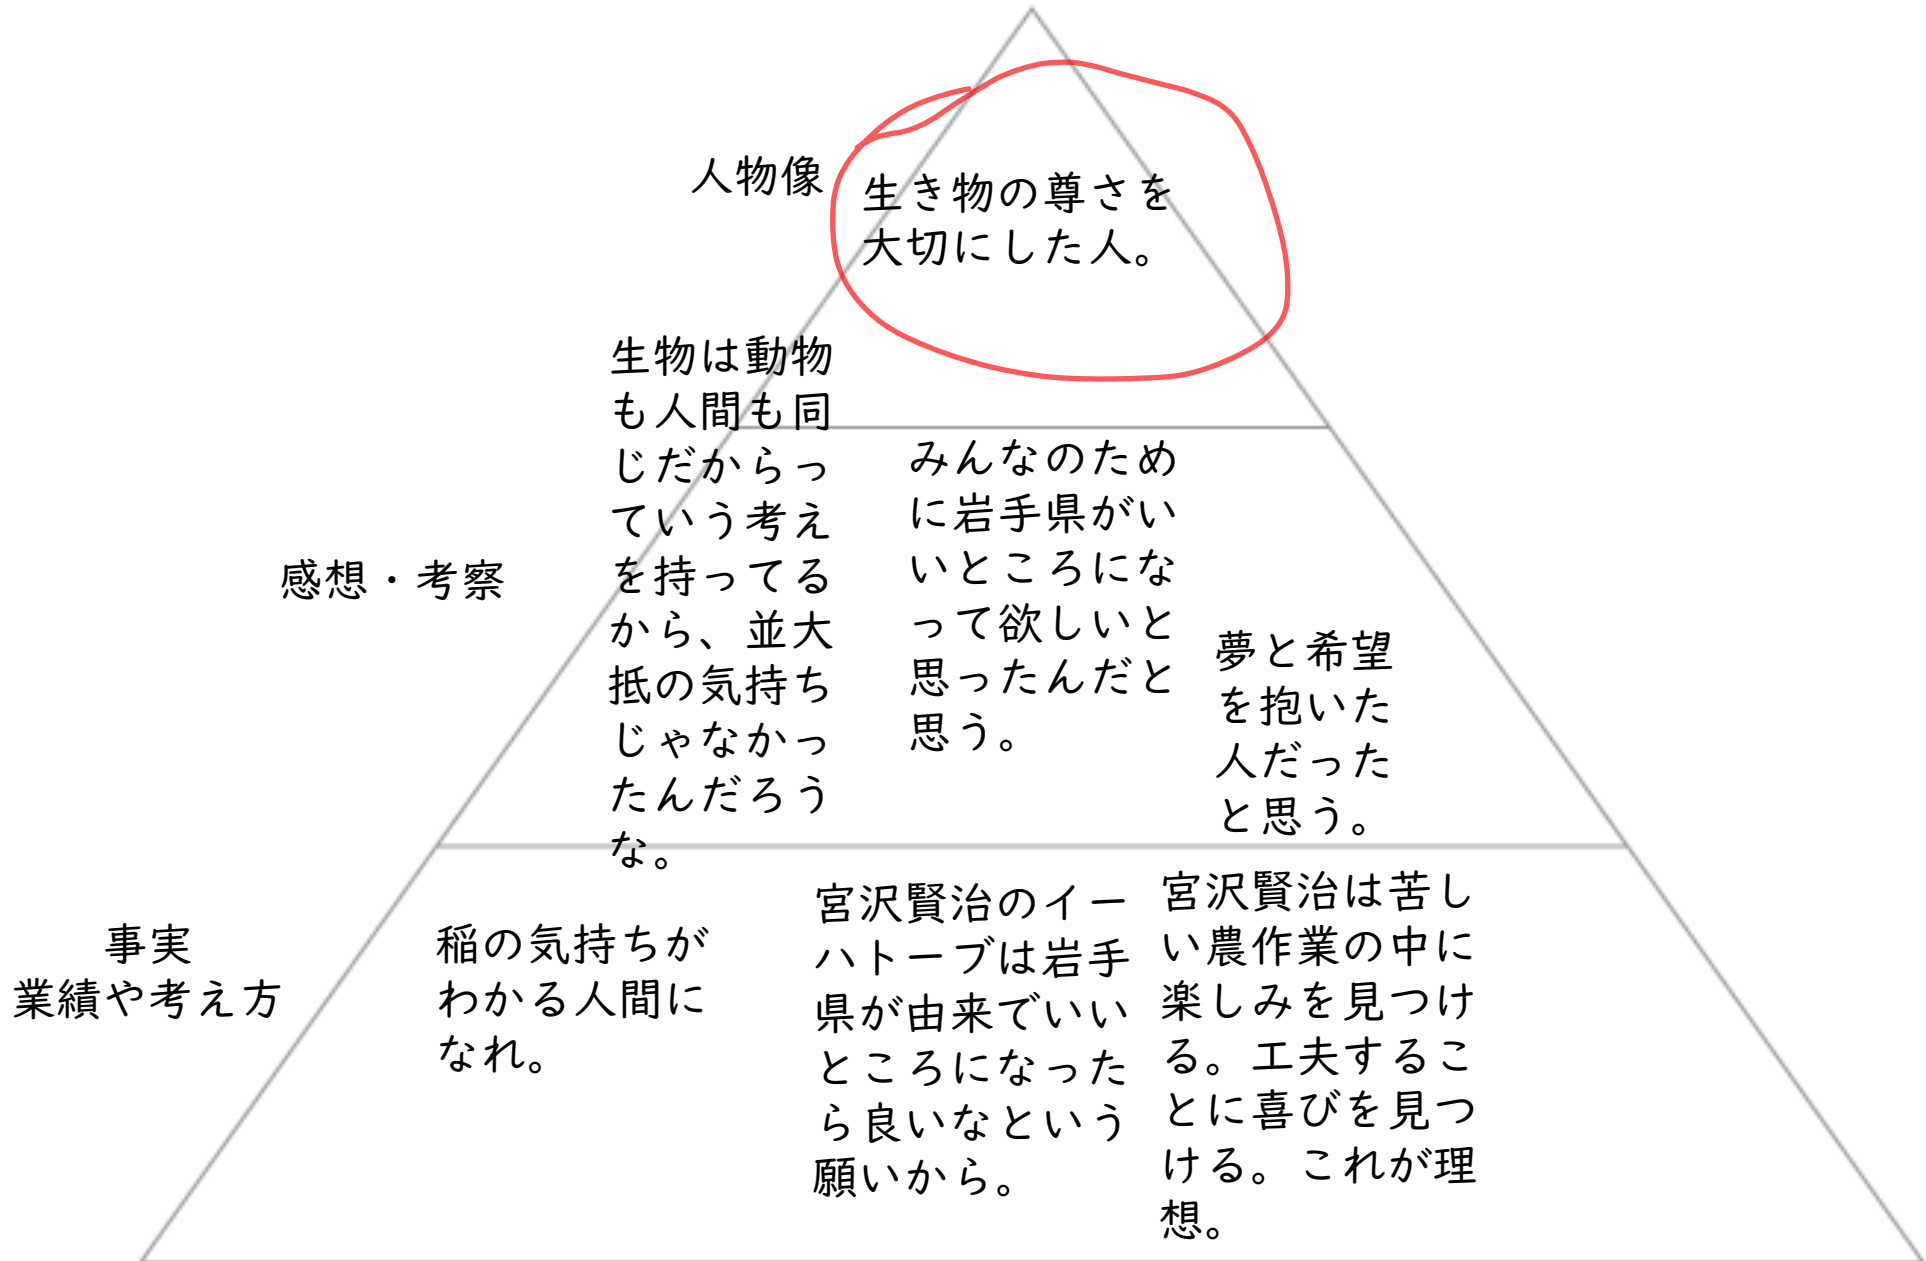 人物像
生き物の尊さを
大切にした人。
感想・考察
生物は動物
も人間も同
じだからっ
ていう考え
を持ってる
から、並大
抵の気持ち
じゃなかっ
たんだろう
な。
みんなのため
に岩手県がい
いところにな
って欲しいと
思ったんだと
思う。
夢と希望
を抱いた
人だった
と思う。
事実
業績や考え方
稲の気持ちが
わかる人間に
なれ。
宮沢賢治のイー
ハトーブは岩手
県が由来でいい
ところになった
ら良いなという
願いから。
宮沢賢治は苦し
い農作業の中に
楽しみを見つけ
る。工夫するこ
とに喜びを見つ
ける。これが理
想。